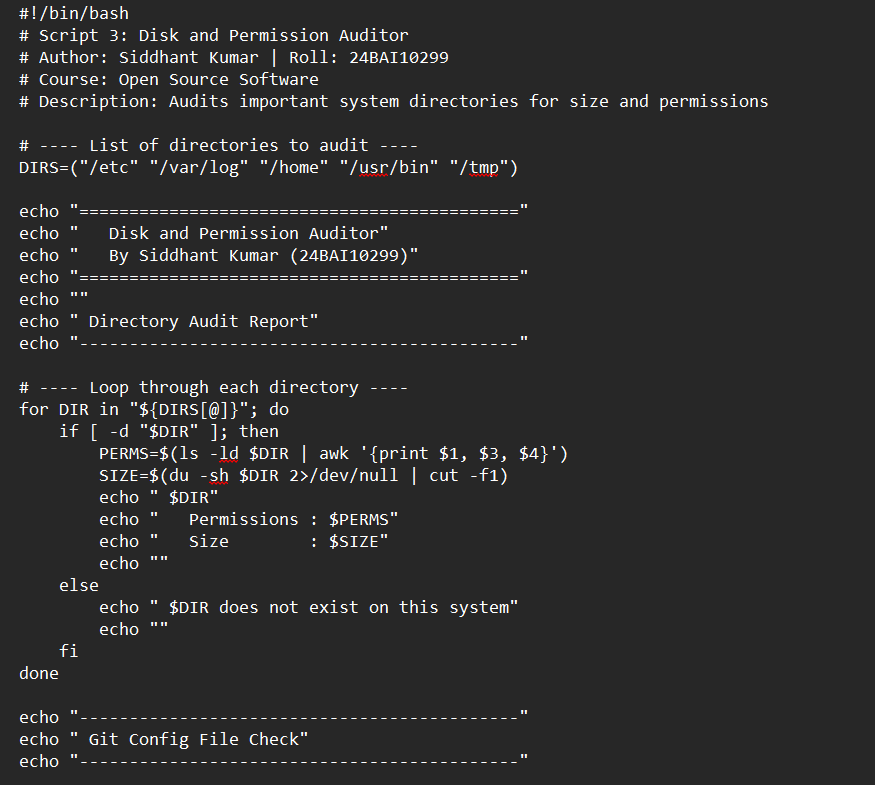 #!/bin/bash
# Script 3: Disk and Permission Auditor
# Author: Siddhant Kumar | Roll: 24BAI10299
# Course: Open Source Software
# Description: Audits important system directories for size and permissions
# ---- List of directories to audit ----
DIRS=("/etc" "/var/log" "/home" "/usr/bin" "/tmp")
echo "============================================"
echo "   Disk and Permission Auditor"
echo "   By Siddhant Kumar (24BAI10299)"
echo "============================================"
echo ""
echo " Directory Audit Report"
echo "--------------------------------------------"
# ---- Loop through each directory ----
for DIR in "${DIRS[@]}"; do
    if [ -d "$DIR" ]; then
        PERMS=$(ls -ld $DIR | awk '{print $1, $3, $4}')
        SIZE=$(du -sh $DIR 2>/dev/null | cut -f1)
        echo " $DIR"
        echo "   Permissions : $PERMS"
        echo "   Size        : $SIZE"
        echo ""
    else
        echo " $DIR does not exist on this system"
        echo ""
    fi
done
echo "--------------------------------------------"
echo " Git Config File Check"
echo "--------------------------------------------"